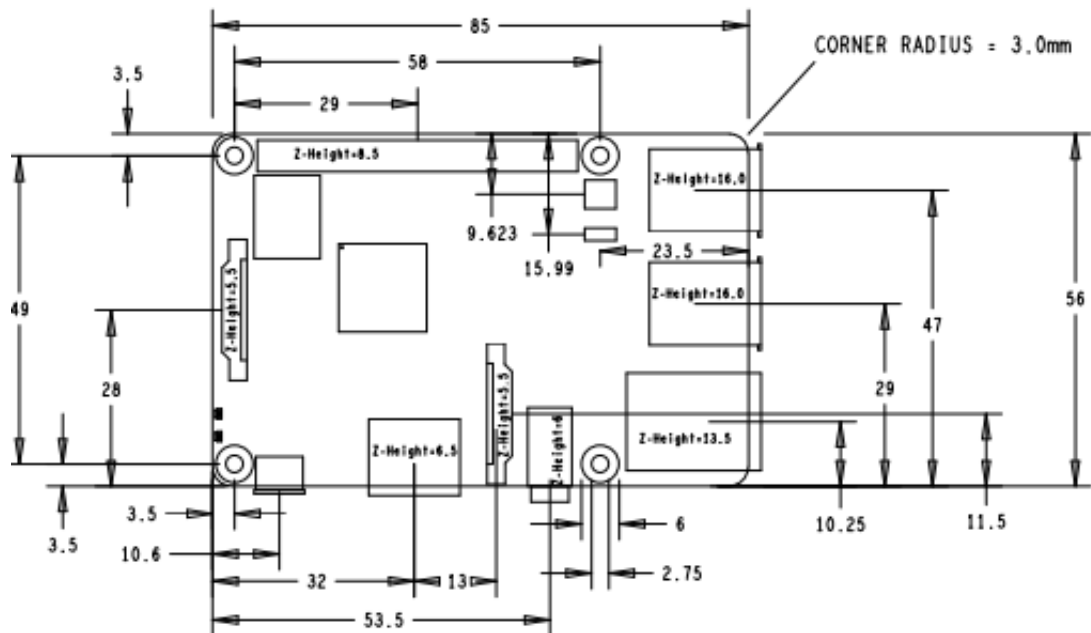 85
CORNER RADIUS = 3.0mm
58
3.5
29
Z-Height=8.5
Z-Height=16.0
9.623
23.5
15.99
Z-Height=5.5
Z-Height=16.0
49
56
47
28
29
Z-Height=5.5
Z-Height=6
Z-Height=13.5
Z-Height=6.5
3.5
3.5
10.6
6
10.25
11.5
32
13
2.75
53.5